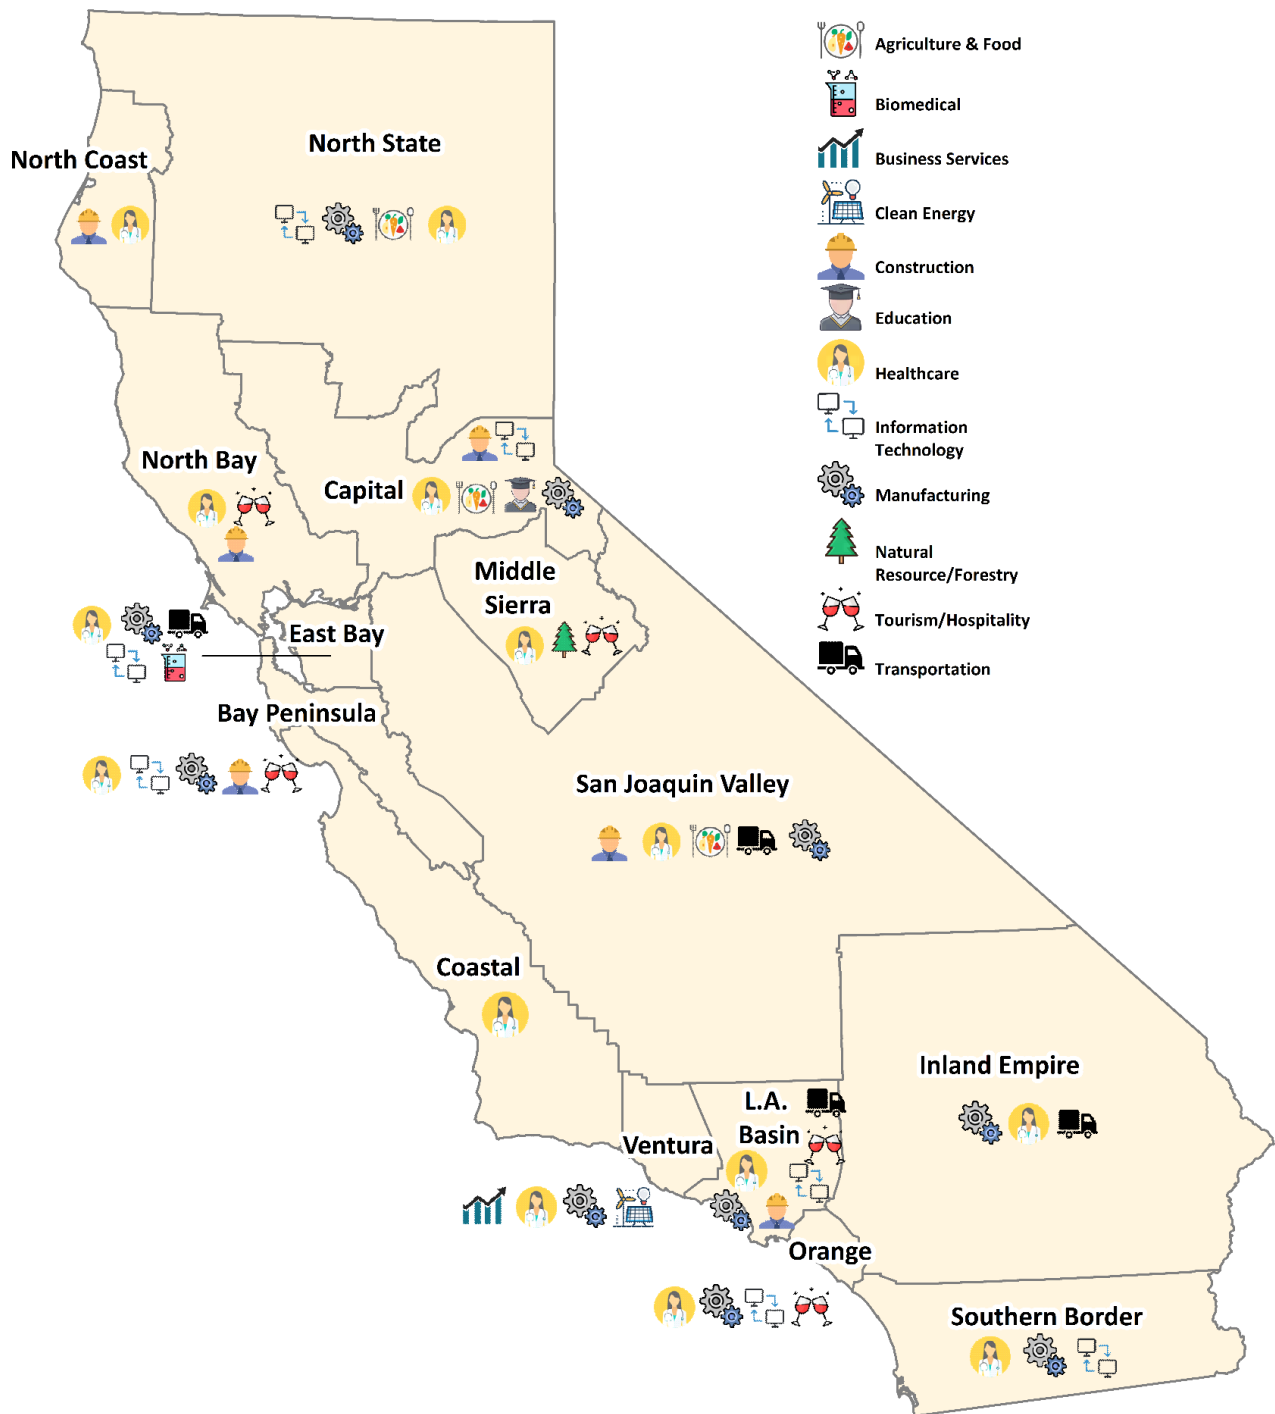 North Coast
North State
North Bay
Capital
Middle
Sierra
East Bay
Bay Peninsula
San Joaquin Valley
Coastal
Inland Empire
L.A.
Basin
Ventura
Orange
Southern Border
Agriculture & Food
Biomedical
Business Services
Clean Energy
Construction
Education
Healthcare
Information
Technology
Manufacturing
Natural
Resource/Forestry
Tourism/Hospitality
Transportation